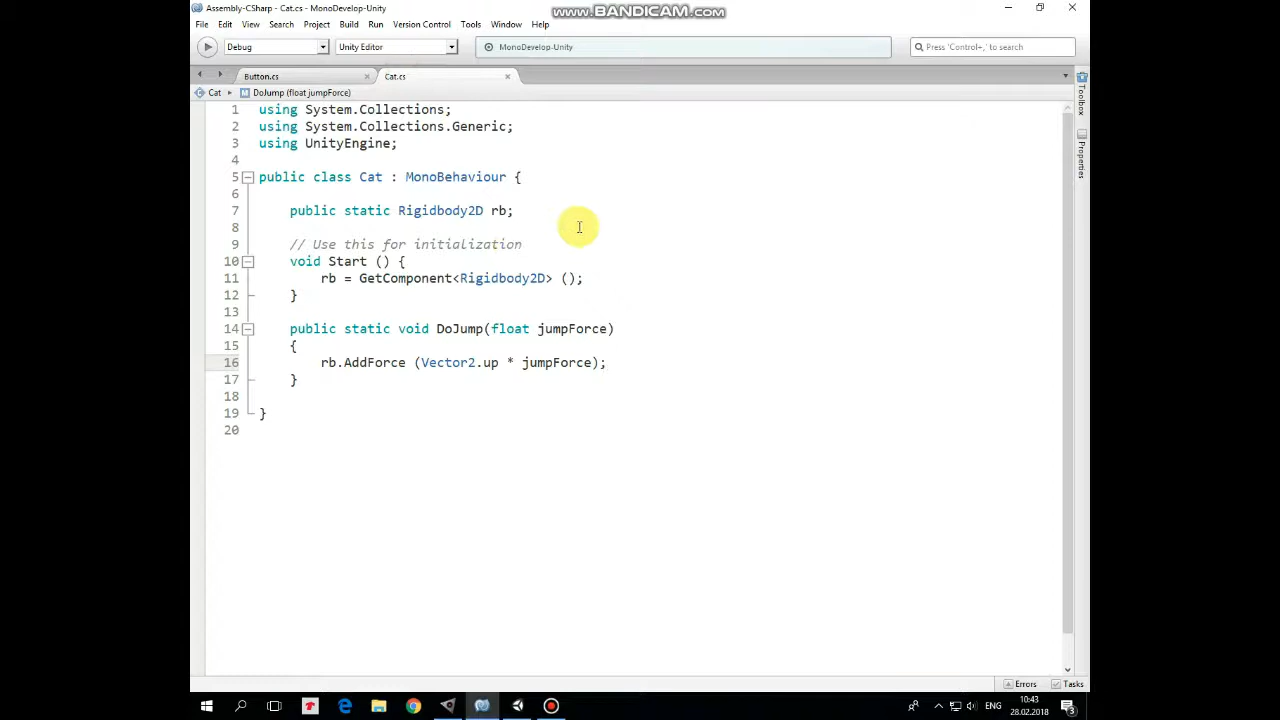 Assembly-CSharp - Cat.cs - MonoDevelop-Unity
www.BANDICAM.com
File Edit View Search Project Build Run Version Control Tools Window Help
Debug Unity Editor MonoDevelop-Unity Press 'Control+,' to search
Button.cs Cat.cs
Cat DoJump (float jumpForce)
1 using System.Collections;
2 using System.Collections.Generic;
3 using UnityEngine;
4
5 public class Cat : MonoBehaviour {
6
7 public static Rigidbody2D rb;
8
9 // Use this for initialization
10 void Start () {
11 rb = GetComponent<Rigidbody2D> ();
12 }
13
14 public static void DoJump(float jumpForce)
15 {
16 rb.AddForce (Vector2.up * jumpForce);
17 }
18
19 }
20
Toolbox
Properties
Errors Tasks
ENG
10:43
28.02.2018
3